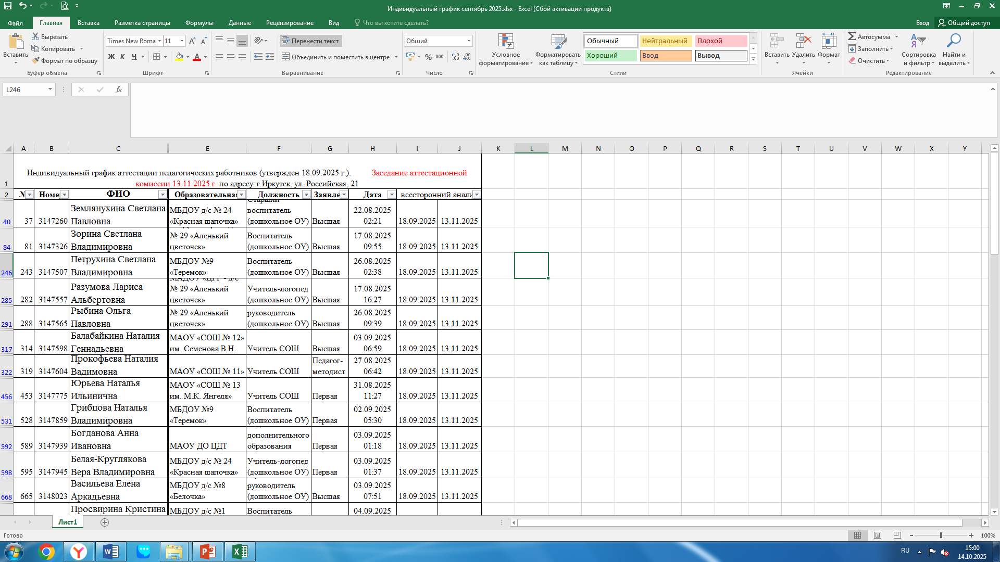 Индивидуальный график сентябрь 2025.xlsx - Excel (Сбой активации продукта)
Файл Главная Вставка Разметка страницы Формулы Данные Рецензирование Вид Что вы хотите сделать? Вход Общий доступ
Вставить
Вырезать
Копировать
Формат по образцу
Буфер обмена
Times New Roma 11
Ж К Ч
Шрифт
Перенести текст
Объединить и поместить в центре
Выравнивание
Общий
% 000
Число
Условное форматирование
Форматировать как таблицу
Обычный Нейтральный Плохой
Хороший Ввод Вывод
Стили
Вставить Удалить Формат
Ячейки
Автосумма
Заполнить
Очистить
Сортировка и фильтр
Найти и выделить
Редактирование
L246
fx
A B C E F G H I J K L M N O P Q R S T U V W X Y
1 Индивидуальный график аттестации педагогических работников (утвержден 18.09.2025 г.). Заседание аттестационной
комиссии 13.11.2025 г. по адресу: г.Иркутск, ул. Российская, 21
2 № Номер ФИО Образовательная Должность Заявле Дата всесторонний анали
40 37 3147260 Землянухина Светлана Павловна МБДОУ д/с № 24 «Красная шапочка» Старший воспитатель (дошкольное ОУ) Высшая 22.08.2025 02:21 18.09.2025 13.11.2025
84 81 3147326 Зорина Светлана Владимировна № 29 «Аленький цветочек» Воспитатель (дошкольное ОУ) Высшая 17.08.2025 09:55 18.09.2025 13.11.2025
246 243 3147507 Петрухина Светлана Владимировна МБДОУ №9 «Теремок» Воспитатель (дошкольное ОУ) Высшая 26.08.2025 02:38 18.09.2025 13.11.2025
285 282 3147557 Разумова Лариса Альбертовна МАДОУ «ЦРР - д/с № 29 «Аленький цветочек» Учитель-логопед (дошкольное ОУ) Высшая 17.08.2025 16:27 18.09.2025 13.11.2025
291 288 3147565 Рыбина Ольга Павловна № 29 «Аленький цветочек» руководитель (дошкольное ОУ) Высшая 26.08.2025 09:39 18.09.2025 13.11.2025
317 314 3147598 Балабайкина Наталия Геннадьевна МАОУ «СОШ № 12» им. Семенова В.Н. Учитель СОШ Высшая 03.09.2025 06:59 18.09.2025 13.11.2025
322 319 3147604 Прокофьева Наталия Вадимовна МАОУ «СОШ № 11» Учитель СОШ Педагог-методист 27.08.2025 06:42 18.09.2025 13.11.2025
456 453 3147775 Юрьева Наталья Ильинична МАОУ «СОШ № 13 им. М.К. Янгеля» Учитель СОШ Первая 31.08.2025 11:27 18.09.2025 13.11.2025
531 528 3147859 Грибцова Наталья Владимировна МБДОУ №9 «Теремок» Воспитатель (дошкольное ОУ) Первая 02.09.2025 05:30 18.09.2025 13.11.2025
592 589 3147939 Богданова Анна Ивановна МАОУ ДО ЦДТ дополнительного образования Первая 03.09.2025 01:18 18.09.2025 13.11.2025
598 595 3147945 Белая-Круглякова Вера Владимировна МБДОУ д/с № 24 «Красная шапочка» Учитель-логопед (дошкольное ОУ) Первая 03.09.2025 01:37 18.09.2025 13.11.2025
668 665 3148023 Васильева Елена Аркадьевна МБДОУ д/с №8 «Белочка» руководитель (дошкольное ОУ) Высшая 03.09.2025 07:51 18.09.2025 13.11.2025
Просвирина Кристина МБДОУ д/с №1 Воспитатель 04.09.2025
Лист1
Готово
100%
RU
15:00
14.10.2025